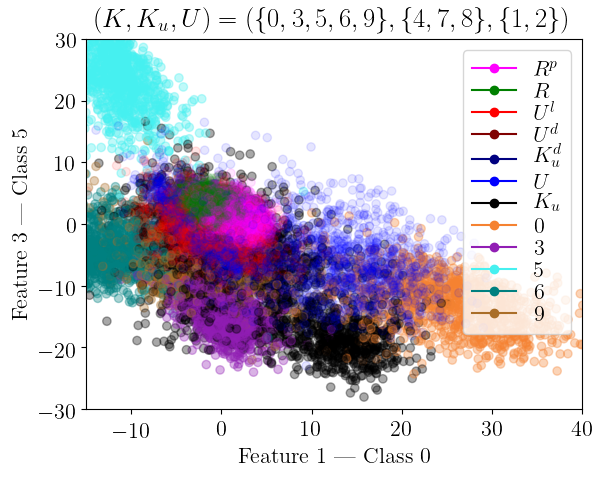 (K, K_u, U) = ({0, 3, 5, 6, 9}, {4, 7, 8}, {1, 2})
30
20
10
0
−10
−20
−30
Feature 3 — Class 5
R^p
R
U^l
U^d
K_u^d
U
K_u
0
3
5
6
9
−10
0
10
20
30
40
Feature 1 — Class 0